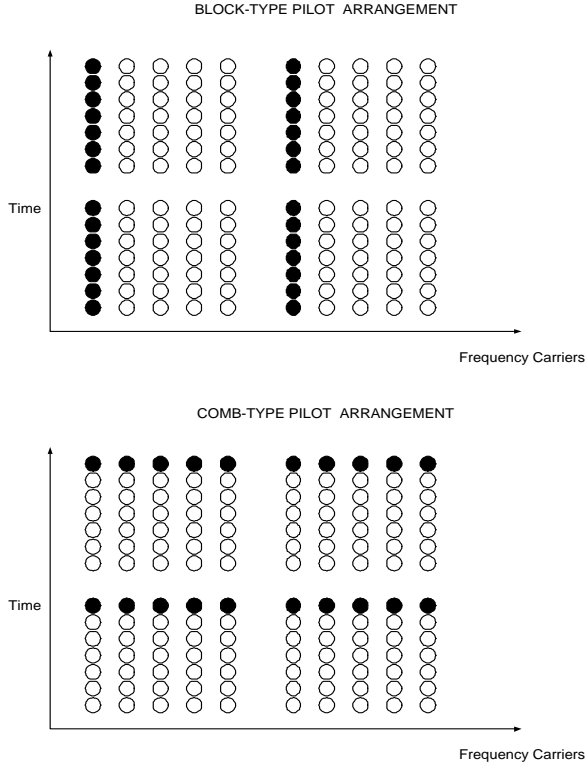 BLOCK-TYPE PILOT ARRANGEMENT
Time
Frequency Carriers
COMB-TYPE PILOT ARRANGEMENT
Time
Frequency Carriers